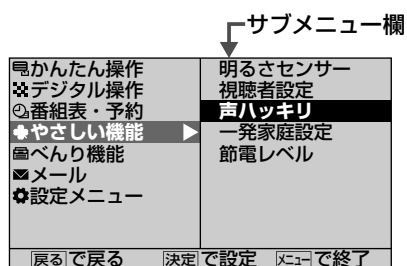 サブメニュー欄
かんたん操作
デジタル操作
番組表・予約
やさしい機能
べんり機能
メール
設定メニュー
明るさセンサー
視聴者設定
声ハッキリ
一発家庭設定
節電レベル
戻る で戻る 決定 で設定 メニュー で終了